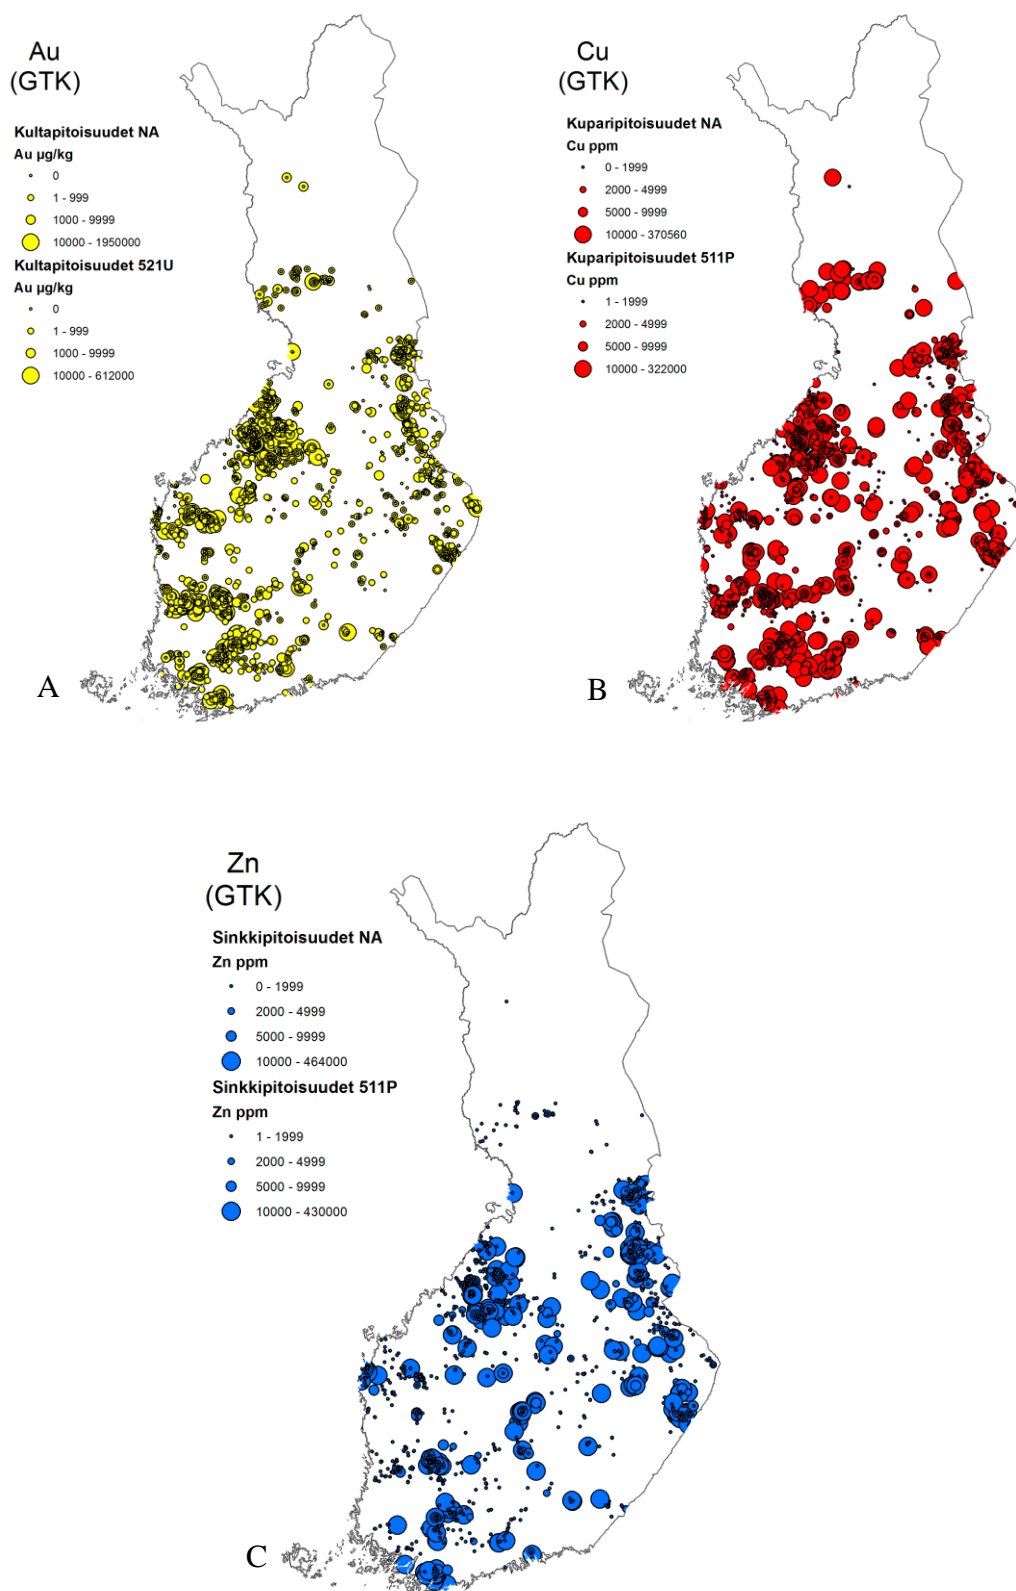 Au
(GTK)
Kultapitoisuudet NA
Au µg/kg
0
1 - 999
1000 - 9999
10000 - 1950000
Kultapitoisuudet 521U
Au µg/kg
0
1 - 999
1000 - 9999
10000 - 612000
A
Cu
(GTK)
Kuparipitoisuudet NA
Cu ppm
0 - 1999
2000 - 4999
5000 - 9999
10000 - 370560
Kuparipitoisuudet 511P
Cu ppm
1 - 1999
2000 - 4999
5000 - 9999
10000 - 322000
B
Zn
(GTK)
Sinkkipitoisuudet NA
Zn ppm
0 - 1999
2000 - 4999
5000 - 9999
10000 - 464000
Sinkkipitoisuudet 511P
Zn ppm
1 - 1999
2000 - 4999
5000 - 9999
10000 - 430000
C